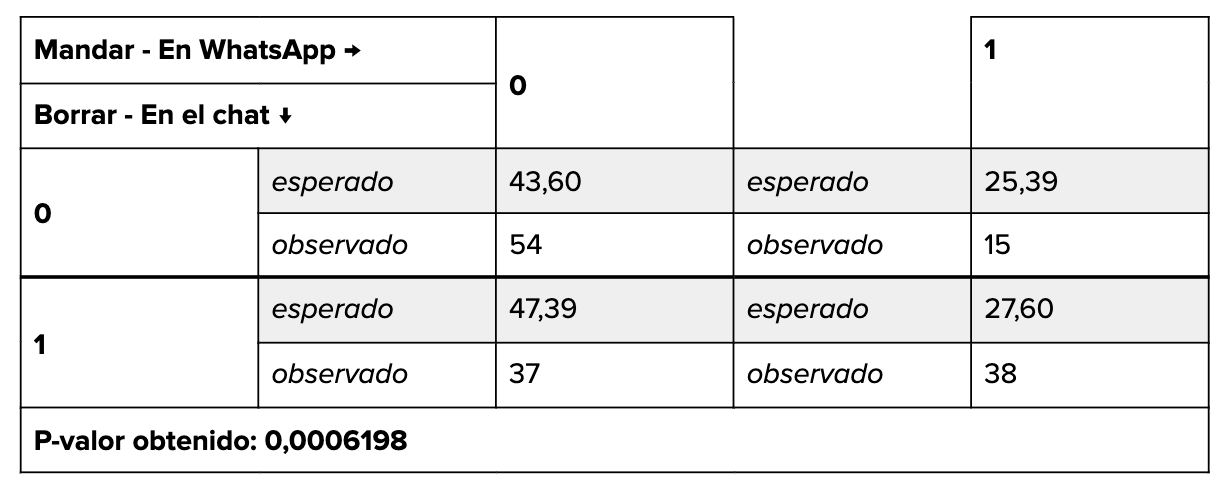 Mandar - En WhatsApp → 0 1
Borrar - En el chat ↓
0 esperado 43,60 esperado 25,39
observado 54 observado 15
1 esperado 47,39 esperado 27,60
observado 37 observado 38
P-valor obtenido: 0,0006198